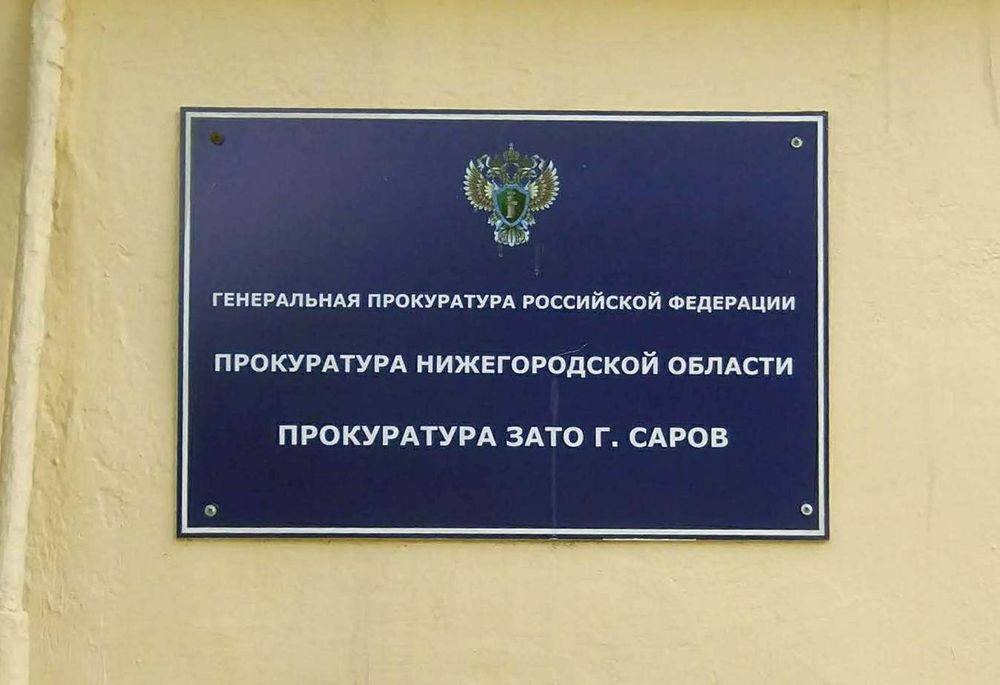 ГЕНЕРАЛЬНАЯ ПРОКУРАТУРА РОССИЙСКОЙ ФЕДЕРАЦИИ
ПРОКУРАТУРА НИЖЕГОРОДСКОЙ ОБЛАСТИ
ПРОКУРАТУРА ЗАТО Г. САРОВ